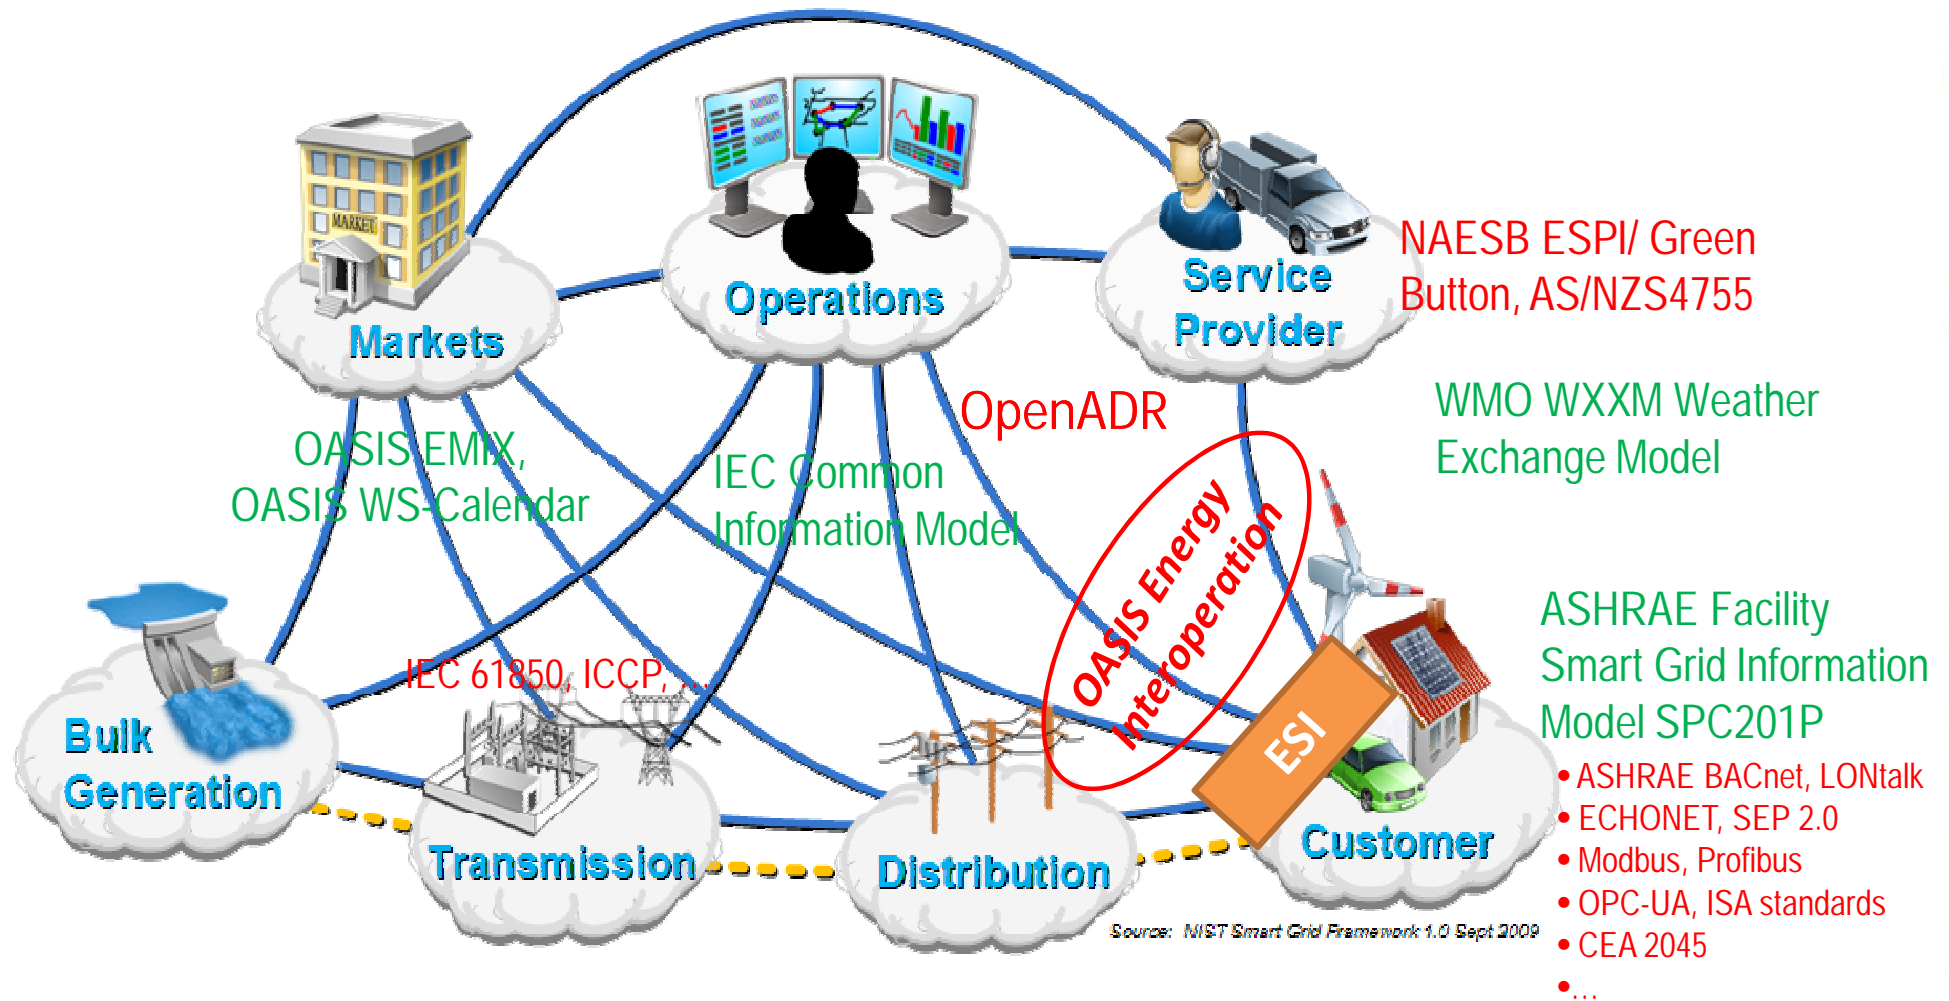 MARKET
Markets
Operations
Service
Provider
NAESB ESPI/ Green
Button, AS/NZS4755
OpenADR
WMO WXXM Weather
Exchange Model
OASIS EMIX,
OASIS WS-Calendar
IEC Common
Information Model
OASIS Energy
Interoperation
IEC 61850, ICCP, ...
ASHRAE Facility
Smart Grid Information
Model SPC201P
• ASHRAE BACnet, LONtalk
• ECHONET, SEP 2.0
• Modbus, Profibus
• OPC-UA, ISA standards
• CEA 2045
•...
ESI
Bulk
Generation
Transmission
Distribution
Customer
Source: NIST Smart Grid Framework 1.0 Sept 2009